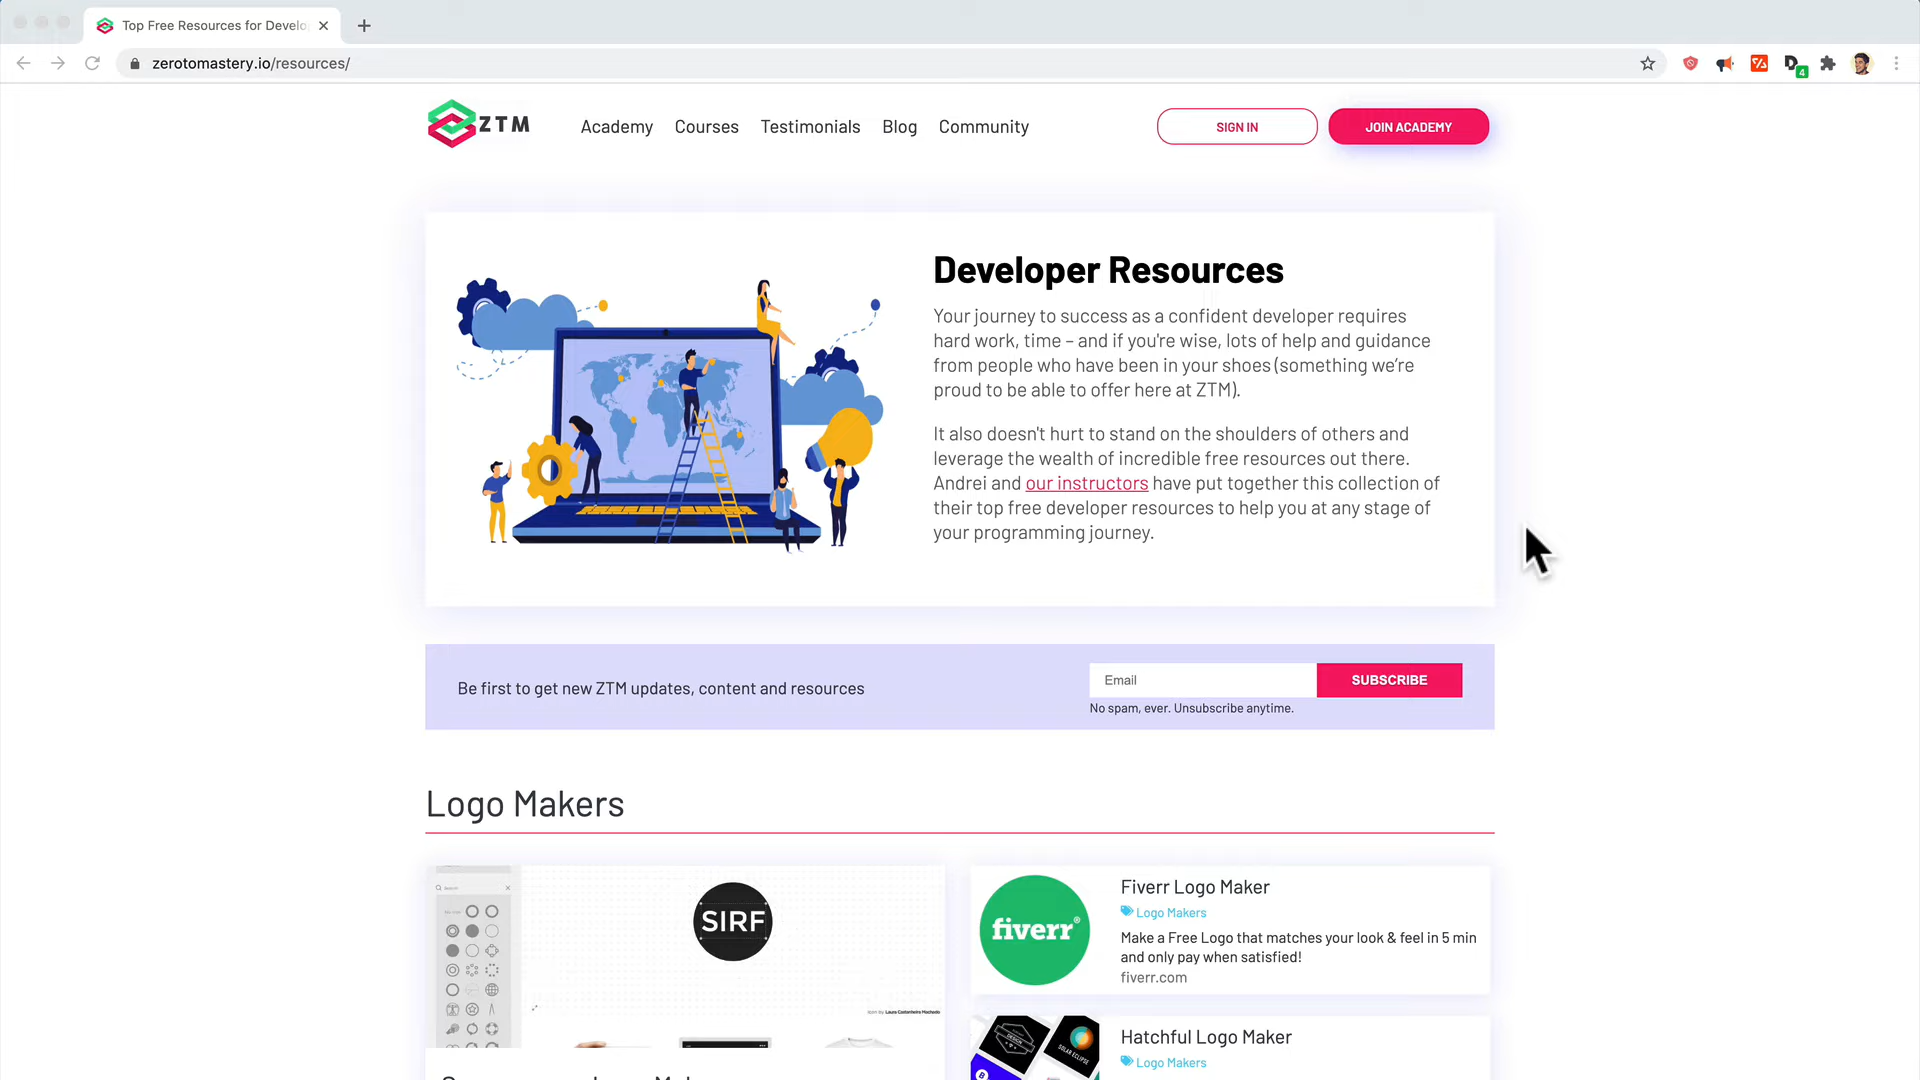 Top Free Resources for Develo
zerotomastery.io/resources/
4
ZTM
Academy
Courses
Testimonials
Blog
Community
SIGN IN
JOIN ACADEMY
Developer Resources
Your journey to success as a confident developer requires
hard work, time – and if you're wise, lots of help and guidance
from people who have been in your shoes (something we’re
proud to be able to offer here at ZTM).
It also doesn't hurt to stand on the shoulders of others and
leverage the wealth of incredible free resources out there.
Andrei and our instructors have put together this collection of
their top free developer resources to help you at any stage of
your programming journey.
Be first to get new ZTM updates, content and resources
Email
SUBSCRIBE
No spam, ever. Unsubscribe anytime.
Logo Makers
SIRF
fiverr®
Fiverr Logo Maker
Logo Makers
Make a Free Logo that matches your look & feel in 5 min
and only pay when satisfied!
fiverr.com
SOLAR ECLIPSE
Hatchful Logo Maker
Logo Makers